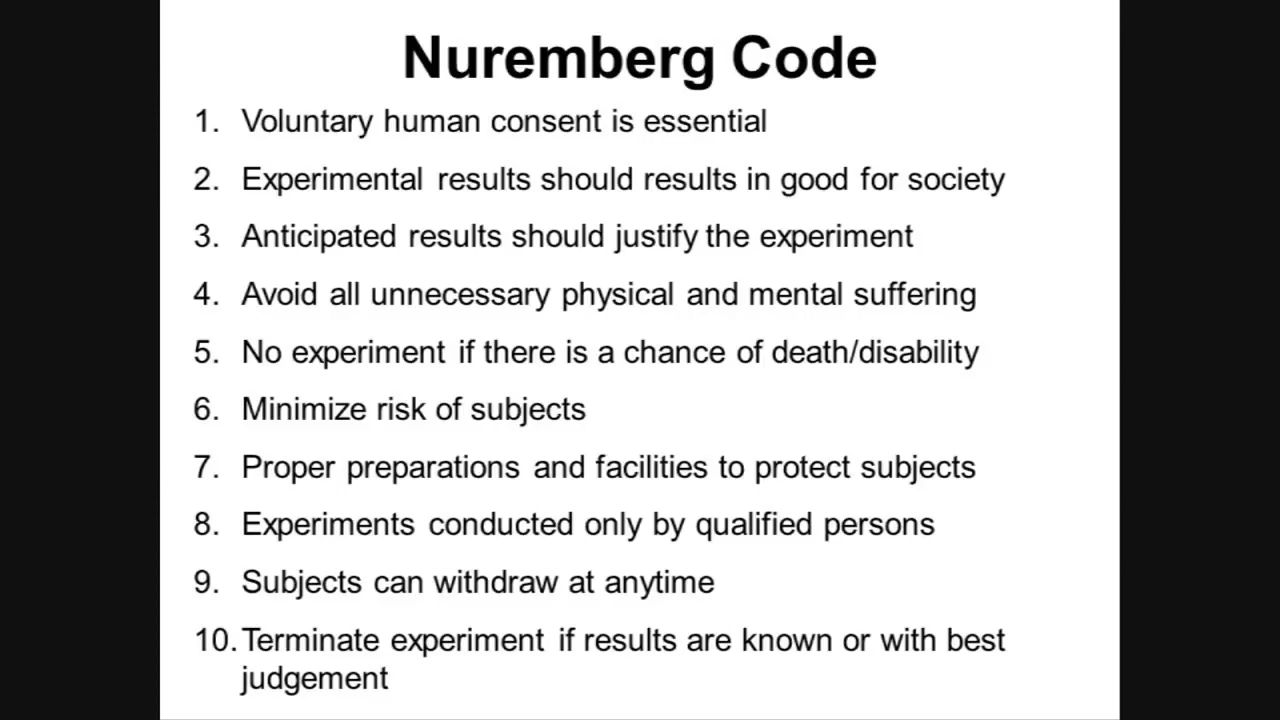 Nuremberg Code
1. Voluntary human consent is essential
2. Experimental results should results in good for society
3. Anticipated results should justify the experiment
4. Avoid all unnecessary physical and mental suffering
5. No experiment if there is a chance of death/disability
6. Minimize risk of subjects
7. Proper preparations and facilities to protect subjects
8. Experiments conducted only by qualified persons
9. Subjects can withdraw at anytime
10. Terminate experiment if results are known or with best
judgement